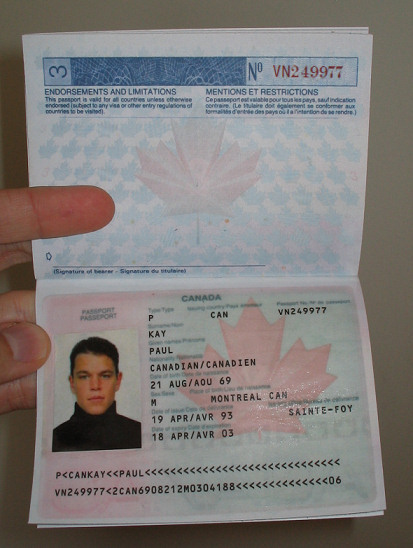 3
Nº VN249977
ENDORSEMENTS AND LIMITATIONS
This passport is valid for all countries unless otherwise
endorsed (subject to any visa or other entry regulations
of countries to be visited).
MENTIONS ET RESTRICTIONS
Ce passeport est valable pour tous les pays, sauf indication
contraire. (Le titulaire doit également se conformer aux
formalités d'entrée des pays où il a l'intention de se rendre.)
(Signature of bearer - Signature du titulaire)
CANADA
PASSPORT
PASSEPORT
Type/Type
P
CAN
VN249977
KAY
PAUL
CANADIAN/CANADIEN
21 AUG/AOU 69
M
MONTREAL CAN
19 APR/AVR 93
SAINTE-FOY
18 APR/AVR 03
P<CANKAY<<PAUL<<<<<<<<<<<<<<<<<<<<<<<<<<<<<<
VN249977<2CAN6908212M0304188<<<<<<<<<<<<<<06